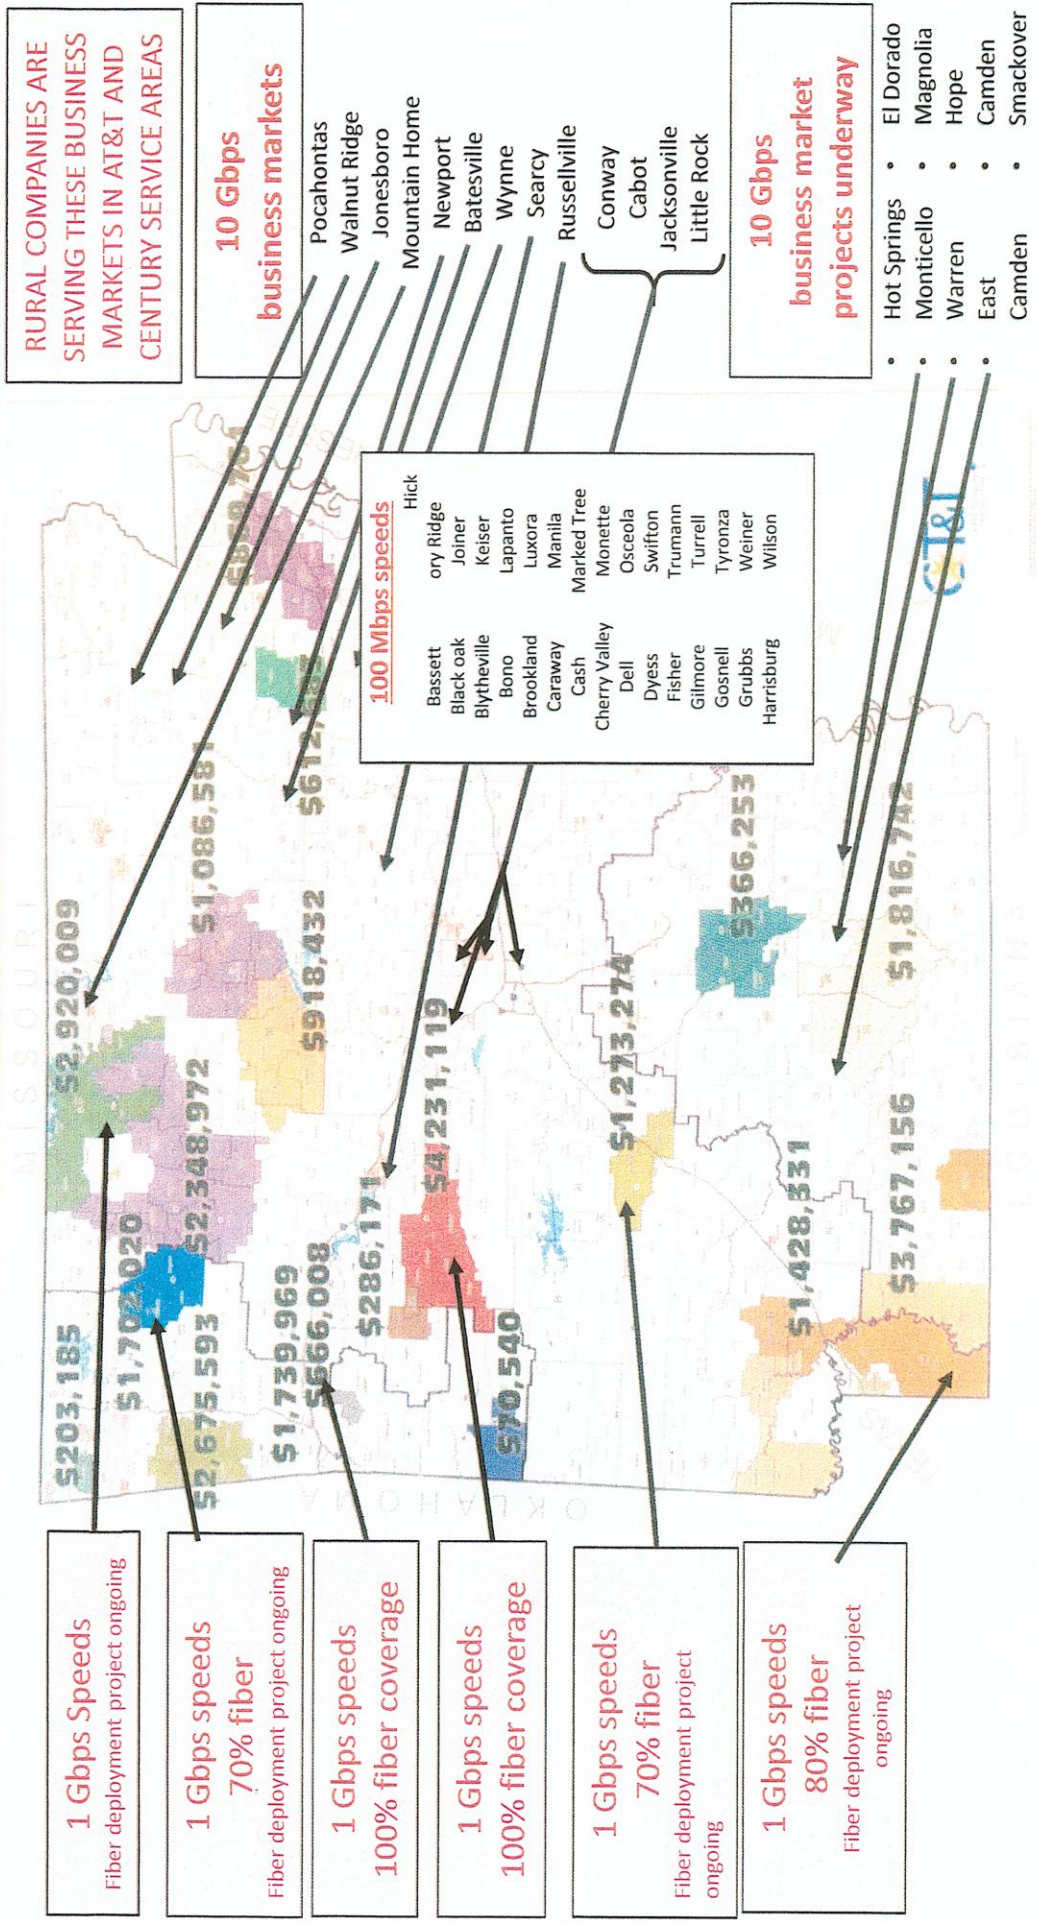 RURAL COMPANIES ARE
SERVING THESE BUSINESS
MARKETS IN AT&T AND
CENTURY SERVICE AREAS
10 Gbps
business markets
Pocahontas
Walnut Ridge
Jonesboro
Mountain Home
Newport
Batesville
Wynne
Searcy
Russellville
Conway
Cabot
Jacksonville
Little Rock
10 Gbps
business market
projects underway
• Hot Springs • El Dorado
• Monticello • Magnolia
• Warren • Hope
• East • Camden
Camden • Smackover
1 Gbps Speeds
Fiber deployment project ongoing
1 Gbps speeds
70% fiber
Fiber deployment project ongoing
1 Gbps speeds
100% fiber coverage
1 Gbps speeds
100% fiber coverage
1 Gbps speeds
70% fiber
Fiber deployment project
ongoing
1 Gbps speeds
80% fiber
Fiber deployment project
ongoing
MISSOURI
OKLAHOMA
LOUISIANA
$203,185
$2,920,009
$1,702,020
$2,675,593
$2,348,972
$1,086,581
$1,739,969
$666,008
$918,432
$286,171
$4,231,119
$70,540
$1,273,274
$366,253
$1,428,331
$3,767,156
$1,816,742
100 Mbps speeds
Hick
Bassett ory Ridge
Black oak Joiner
Blytheville Keiser
Bono Lapanto
Brookland Luxora
Caraway Manila
Cash Marked Tree
Cherry Valley Monette
Dell Osceola
Dyess Swifton
Fisher Trumann
Gilmore Turrell
Gosnell Tyronza
Grubbs Weiner
Harrisburg Wilson